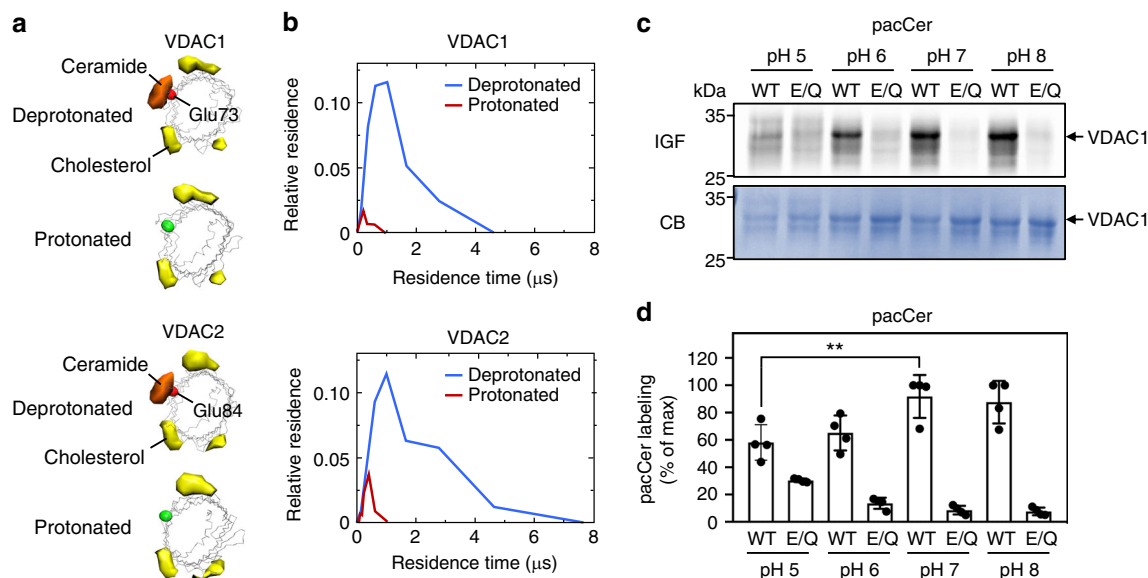 a
VDAC1
Ceramide
Deprotonated
Glu73
Cholesterol
Protonated
VDAC2
Ceramide
Deprotonated
Glu84
Cholesterol
Protonated
b
VDAC1
Relative residence
0.10
0.05
0
Deprotonated
Protonated
0 2 4 6 8
Residence time (μs)
VDAC2
Relative residence
0.10
0.05
0
Deprotonated
Protonated
0 2 4 6 8
Residence time (μs)
c
pacCer
pH 5 pH 6 pH 7 pH 8
kDa WT E/Q WT E/Q WT E/Q WT E/Q
35
IGF
VDAC1
25
35
CB
VDAC1
25
d
pacCer
pacCer labeling
(% of max)
120
100
80
60
40
20
0
**
WT E/Q WT E/Q WT E/Q WT E/Q
pH 5 pH 6 pH 7 pH 8